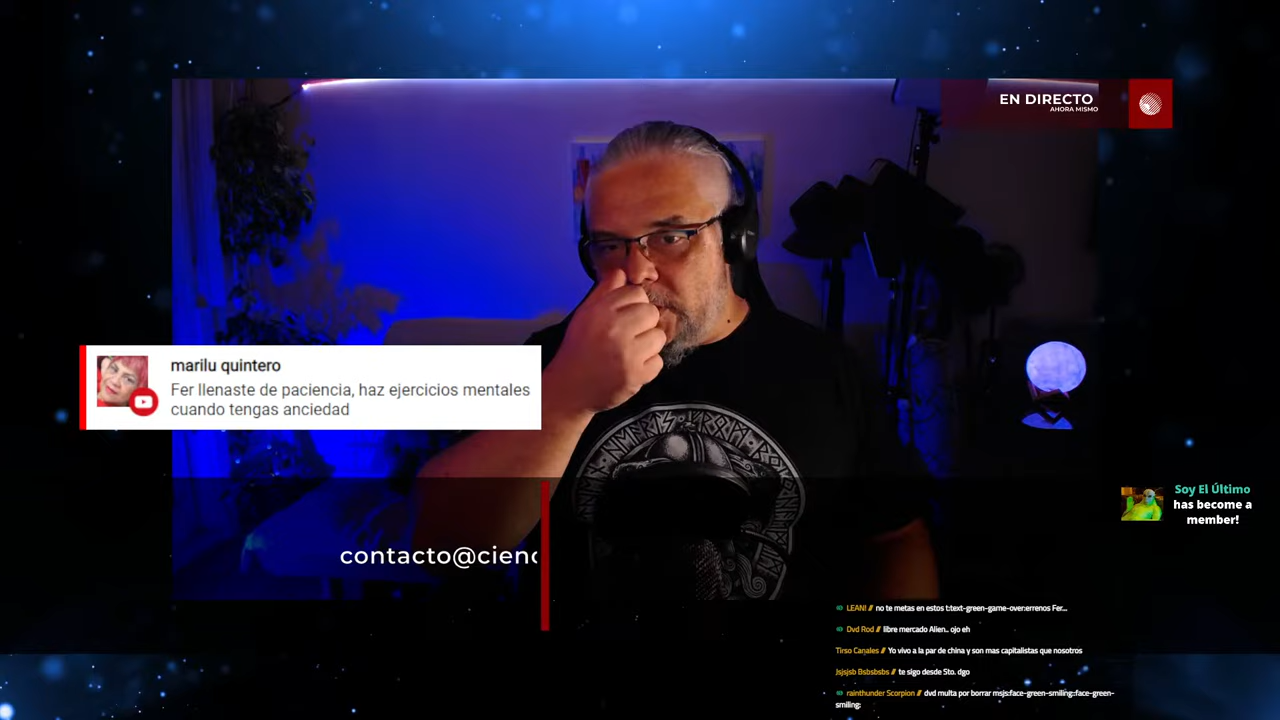 EN DIRECTO
AHORA MISMO
marilu quintero
Fer llenaste de paciencia, haz ejercicios mentales
cuando tengas anciedad
Soy El Último
has become a
member!
contacto@cienc
LEAN! // no te metas en estos t:text-green-game-over:errenos Fer...
Dvd Rod // libre mercado Alien.. ojo eh
Tirso Canales // Yo vivo a la par de china y son mas capitalistas que nosotros
Jsjsjsb Bsbsbsbs // te sigo desde Sto. dgo
rainthunder Scorpion // dvd multa por borrar msjs:face-green-smiling::face-green-
smiling: